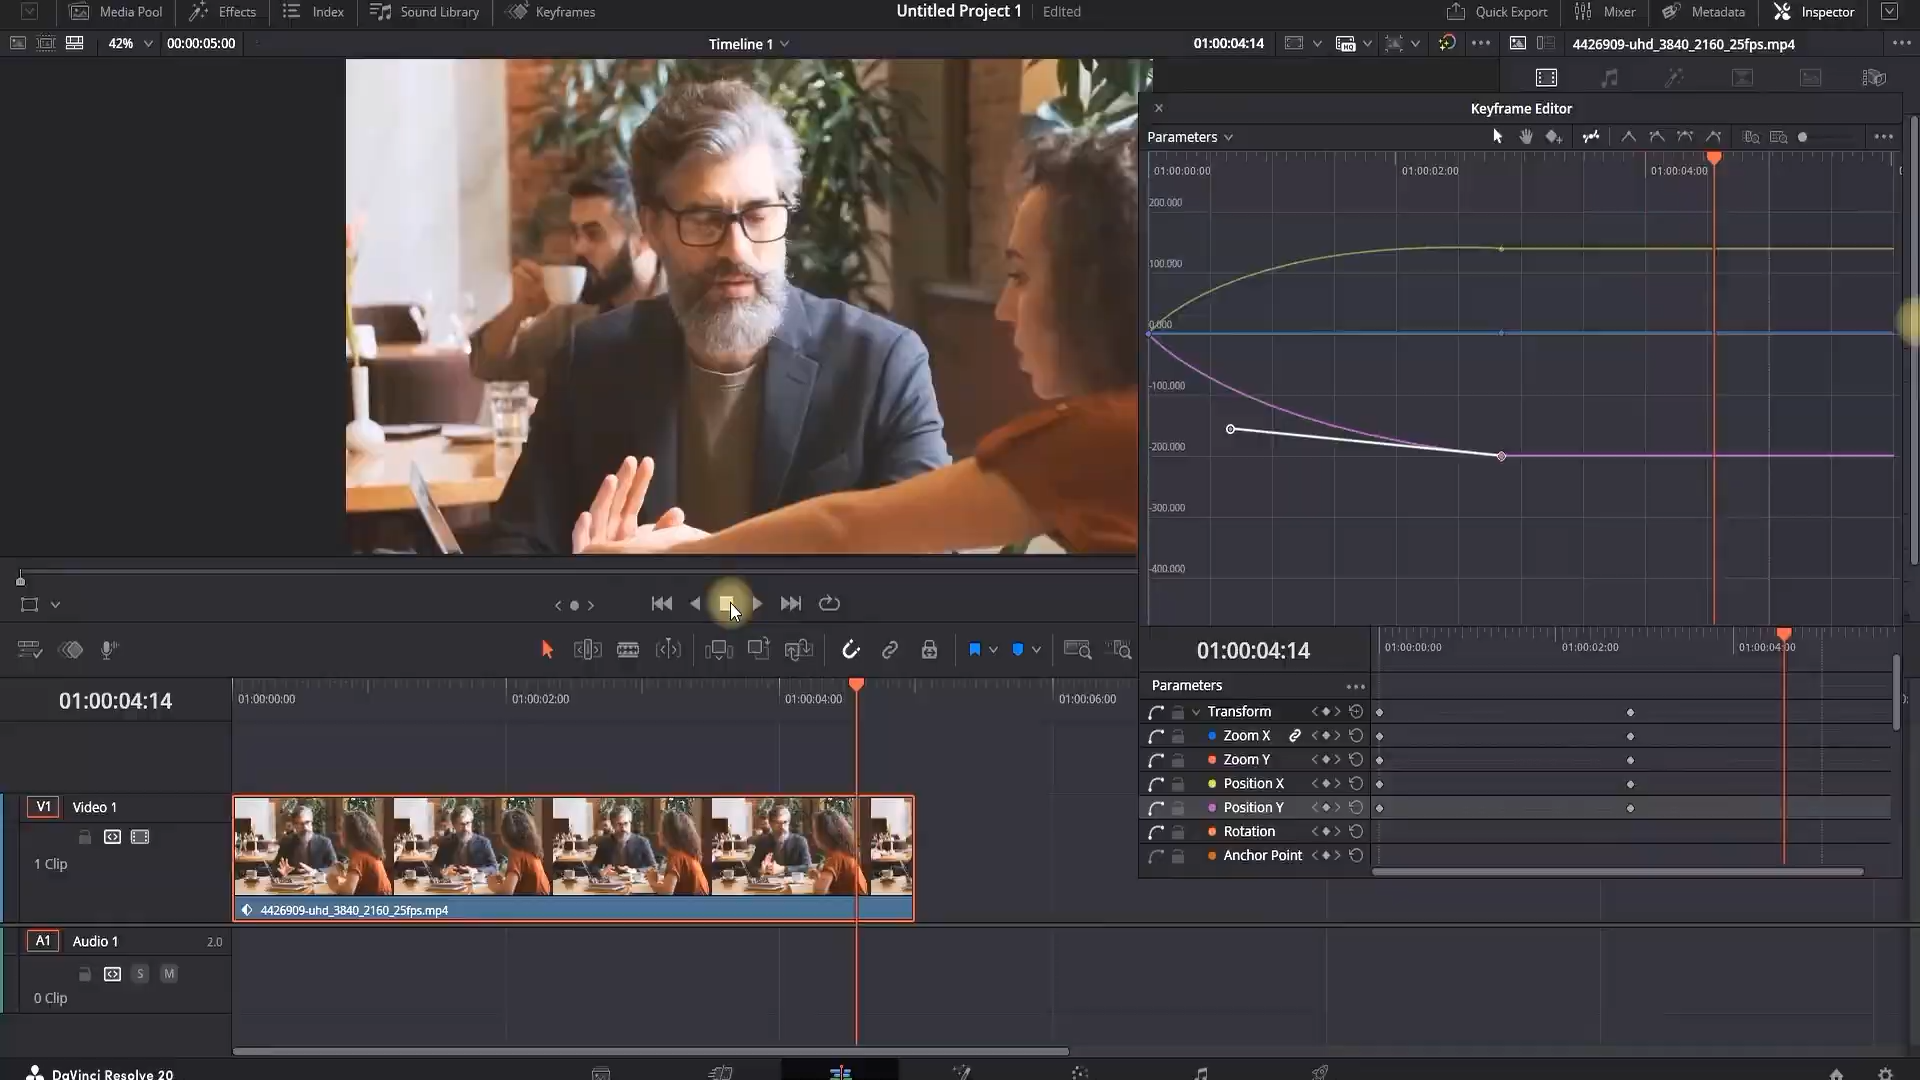 Media Pool
Effects
Index
Sound Library
Keyframes
Untitled Project 1
Edited
Quick Export
Mixer
Metadata
Inspector
42%
00:00:05:00
Timeline 1
01:00:04:14
4426909-uhd_3840_2160_25fps.mp4
Keyframe Editor
Parameters
01:00:00:00
01:00:02:00
01:00:04:00
200.000
100.000
0.000
-100.000
-200.000
-300.000
-400.000
01:00:04:14
01:00:00:00
01:00:02:00
01:00:04:00
Parameters
Transform
Zoom X
Zoom Y
Position X
Position Y
Rotation
Anchor Point
01:00:04:14
01:00:00:00
01:00:02:00
01:00:04:00
01:00:06:00
V1
Video 1
1 Clip
4426909-uhd_3840_2160_25fps.mp4
A1
Audio 1
2.0
S
M
0 Clip
DaVinci Resolve 20